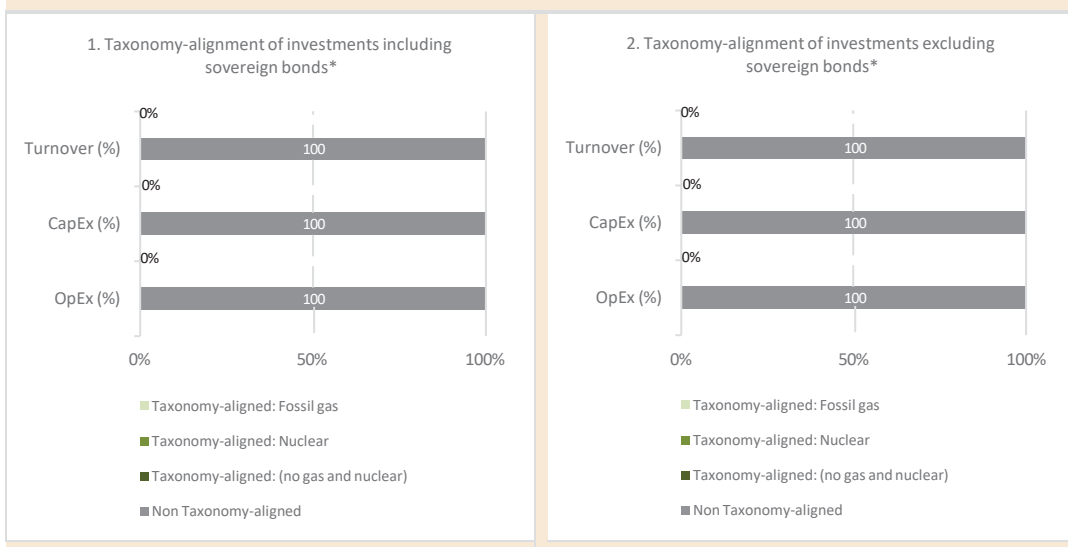 1. Taxonomy-alignment of investments including
sovereign bonds*
0%
Turnover (%)
100
0%
CapEx (%)
100
0%
OpEx (%)
100
0%
50%
100%
Taxonomy-aligned: Fossil gas
Taxonomy-aligned: Nuclear
Taxonomy-aligned: (no gas and nuclear)
Non Taxonomy-aligned
2. Taxonomy-alignment of investments excluding
sovereign bonds*
0%
Turnover (%)
100
0%
CapEx (%)
100
0%
OpEx (%)
100
0%
50%
100%
Taxonomy-aligned: Fossil gas
Taxonomy-aligned: Nuclear
Taxonomy-aligned: (no gas and nuclear)
Non Taxonomy-aligned